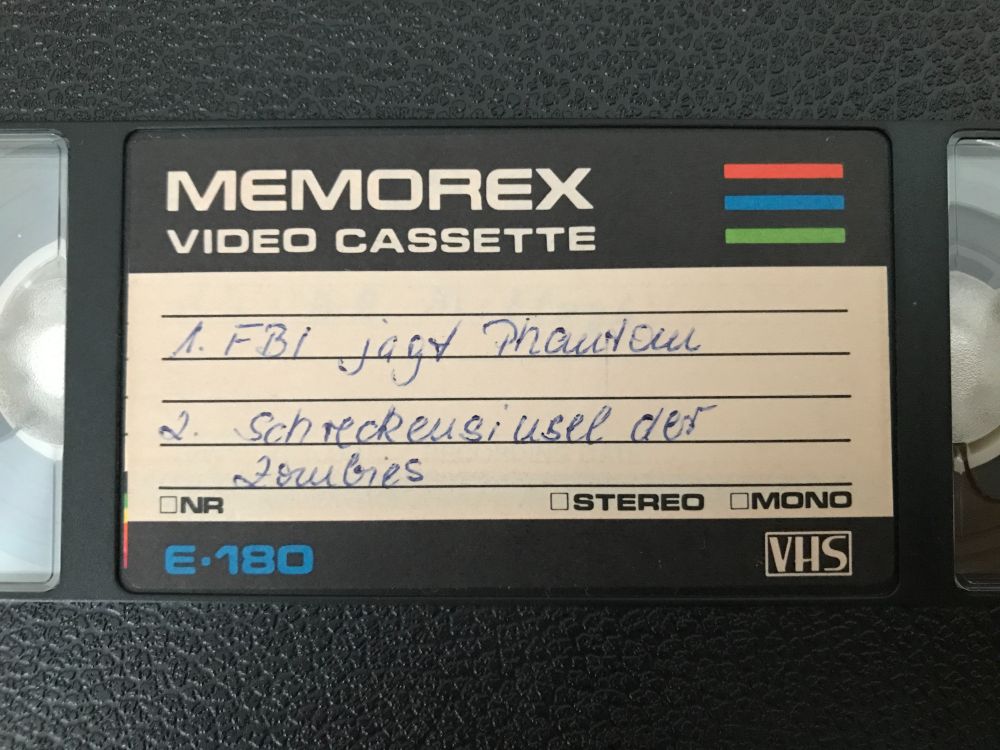 MEMOREX
VIDEO CASSETTE
1. FBI jagt Phantom
2. Schreckensinsel der
Zombies
NR STEREO MONO
E·180 VHS